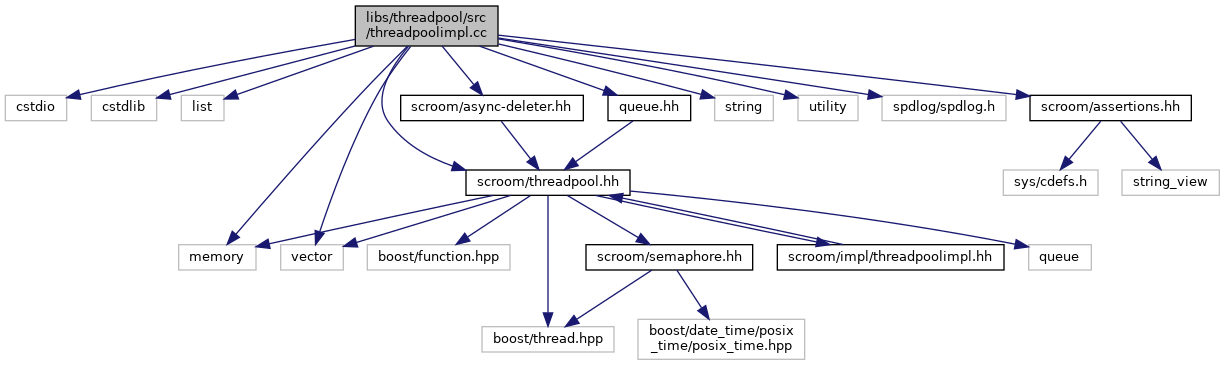 libs/threadpool/src
/threadpoolimpl.cc
cstdio
cstdlib
list
scroom/async-deleter.hh
queue.hh
string
utility
spdlog/spdlog.h
scroom/assertions.hh
scroom/threadpool.hh
sys/cdefs.h
string_view
memory
vector
boost/function.hpp
scroom/semaphore.hh
scroom/impl/threadpoolimpl.hh
queue
boost/thread.hpp
boost/date_time/posix
_time/posix_time.hpp